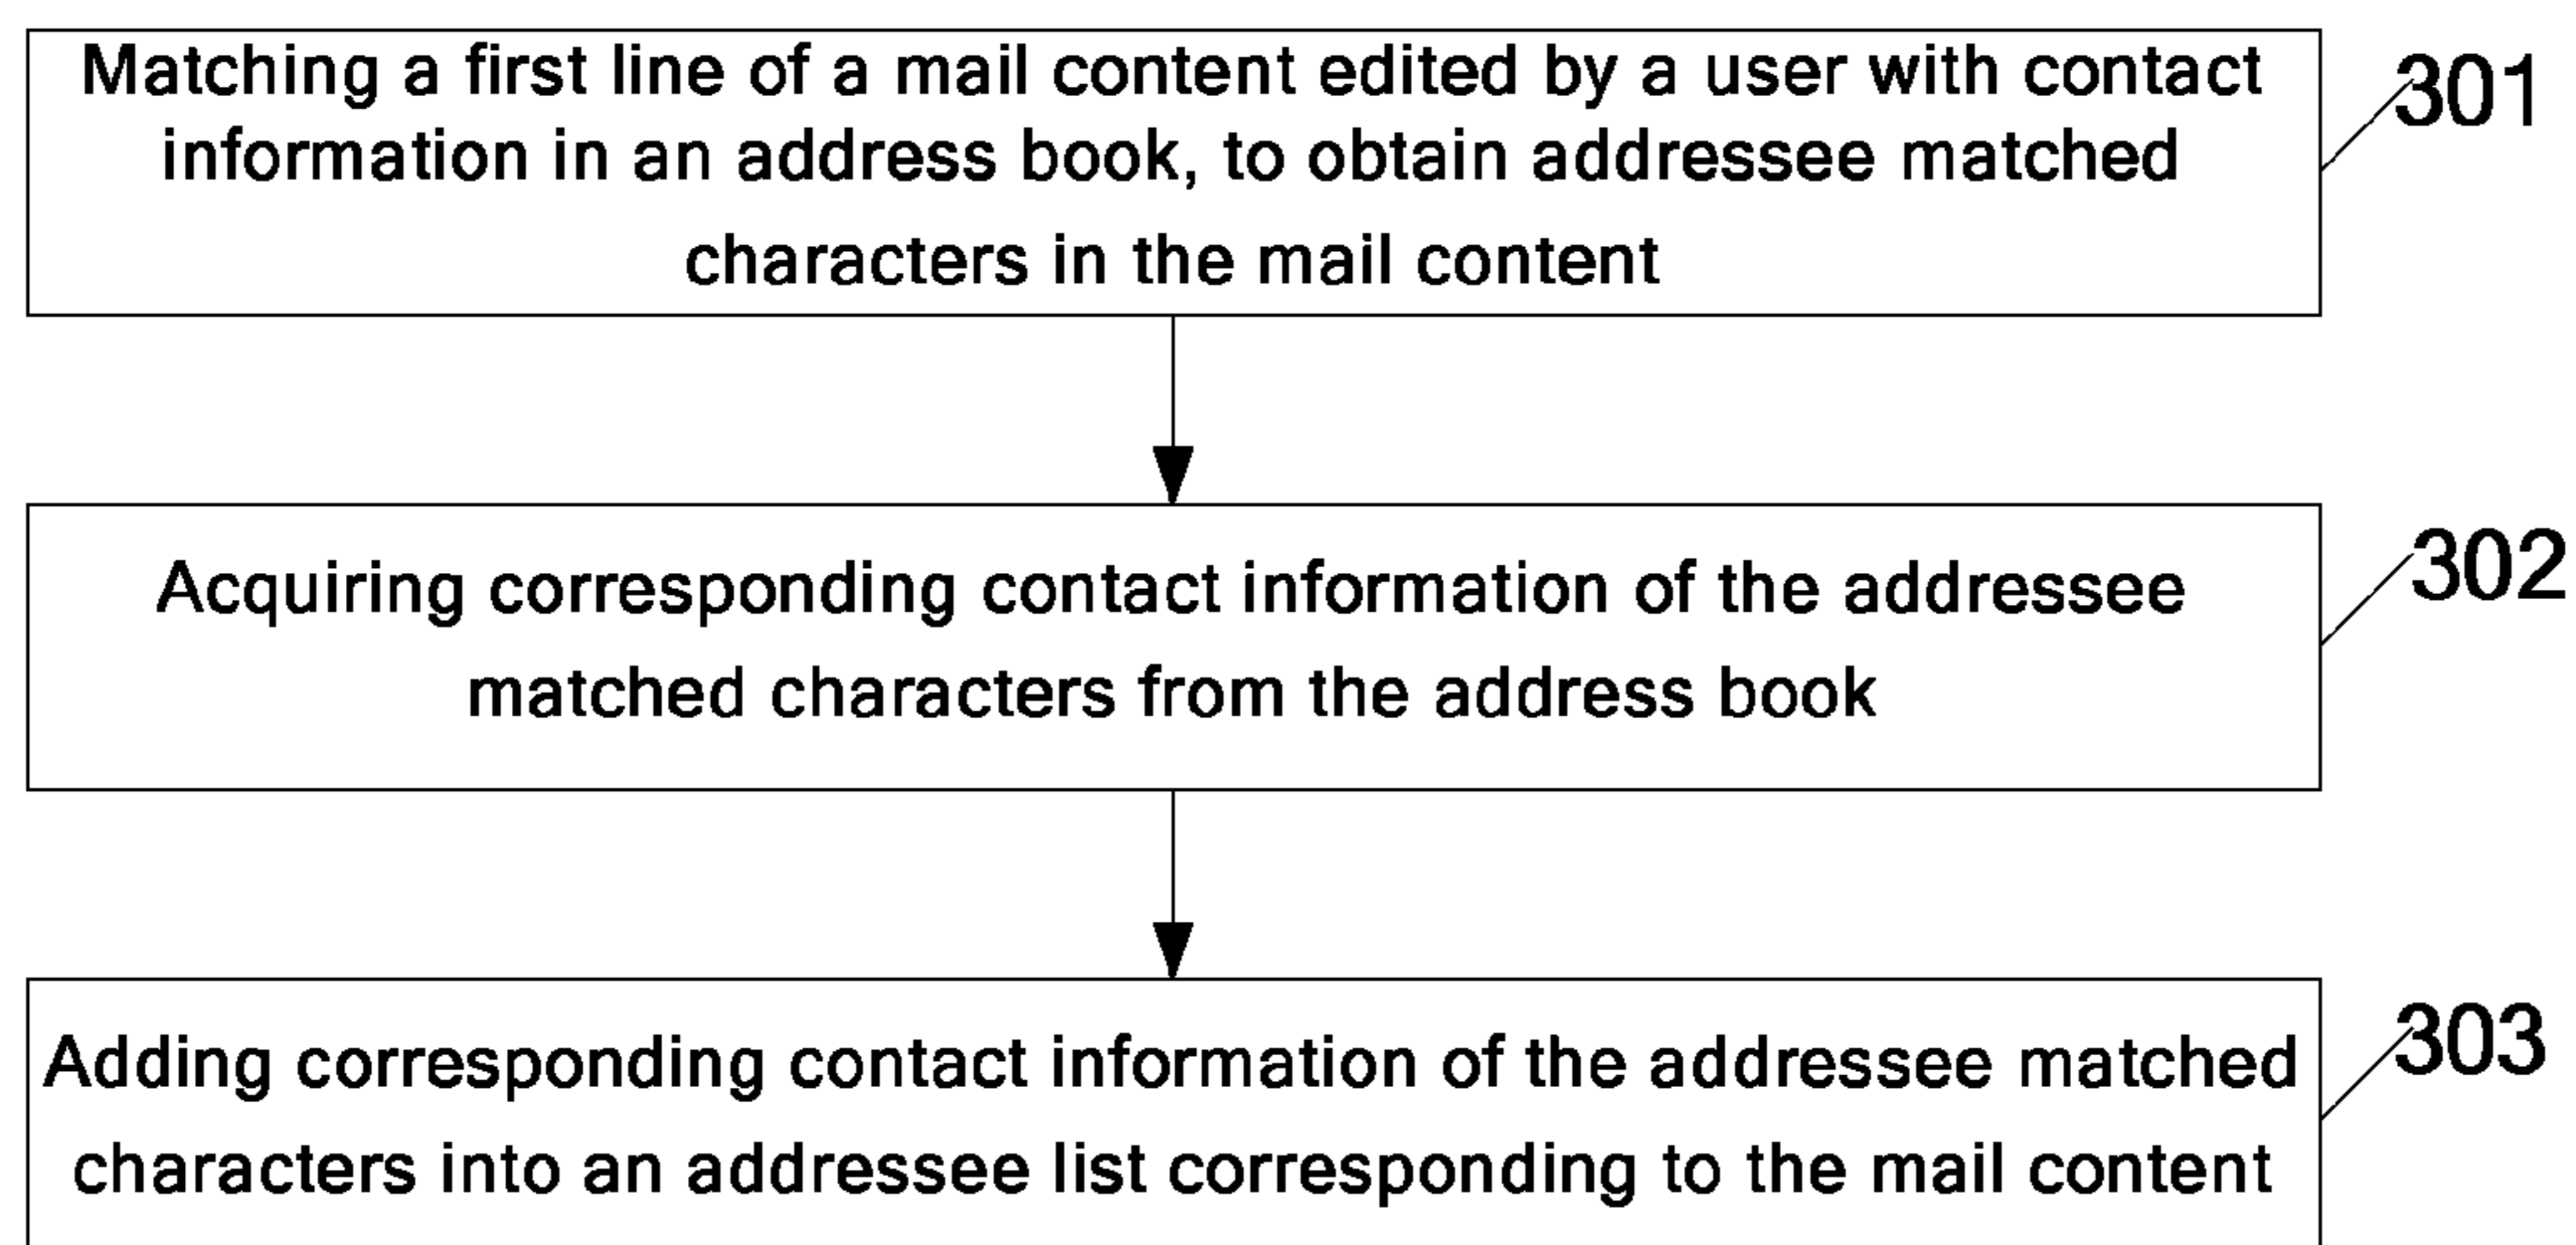 Matching a first line of a mail content edited by a user with contact
information in an address book, to obtain addressee matched
characters in the mail content
301
Acquiring corresponding contact information of the addressee
matched characters from the address book
302
Adding corresponding contact information of the addressee matched
characters into an addressee list corresponding to the mail content
303